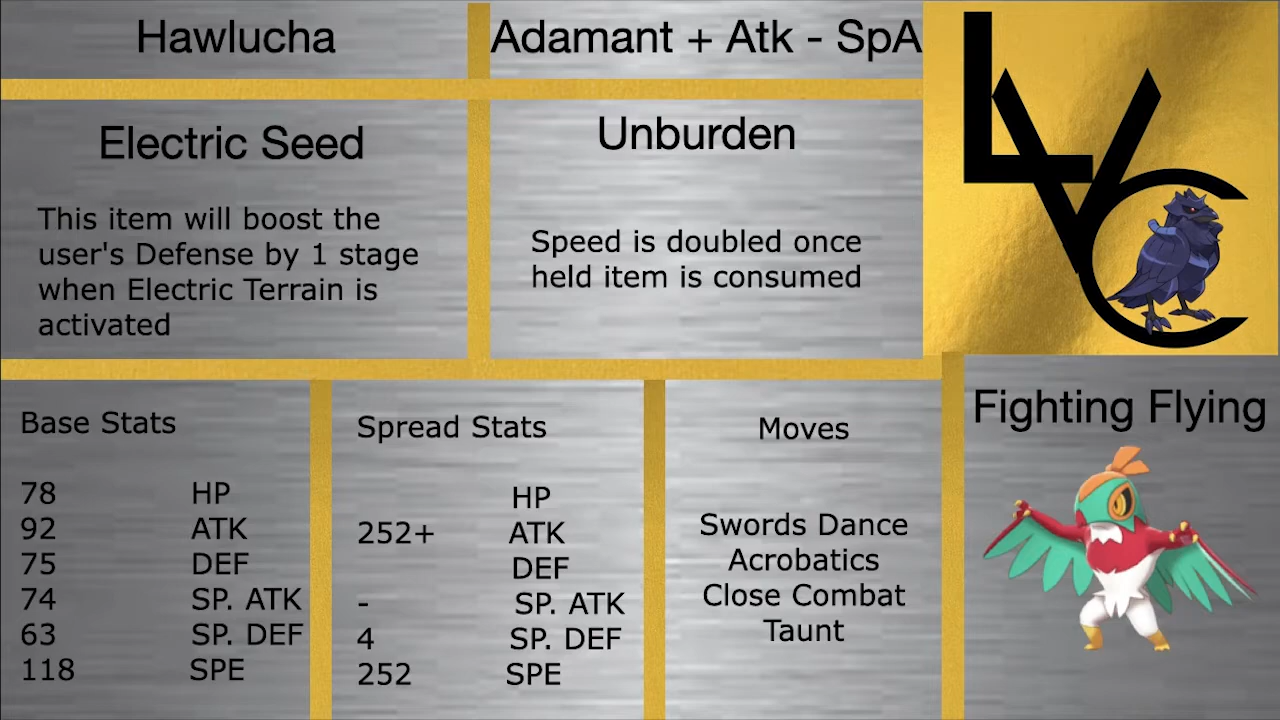 Hawlucha
Adamant + Atk - SpA
LVC
Electric Seed
This item will boost the
user's Defense by 1 stage
when Electric Terrain is
activated
Unburden
Speed is doubled once
held item is consumed
Base Stats
78 HP
92 ATK
75 DEF
74 SP. ATK
63 SP. DEF
118 SPE
Spread Stats
HP
252+ ATK
DEF
- SP. ATK
4 SP. DEF
252 SPE
Moves
Swords Dance
Acrobatics
Close Combat
Taunt
Fighting Flying